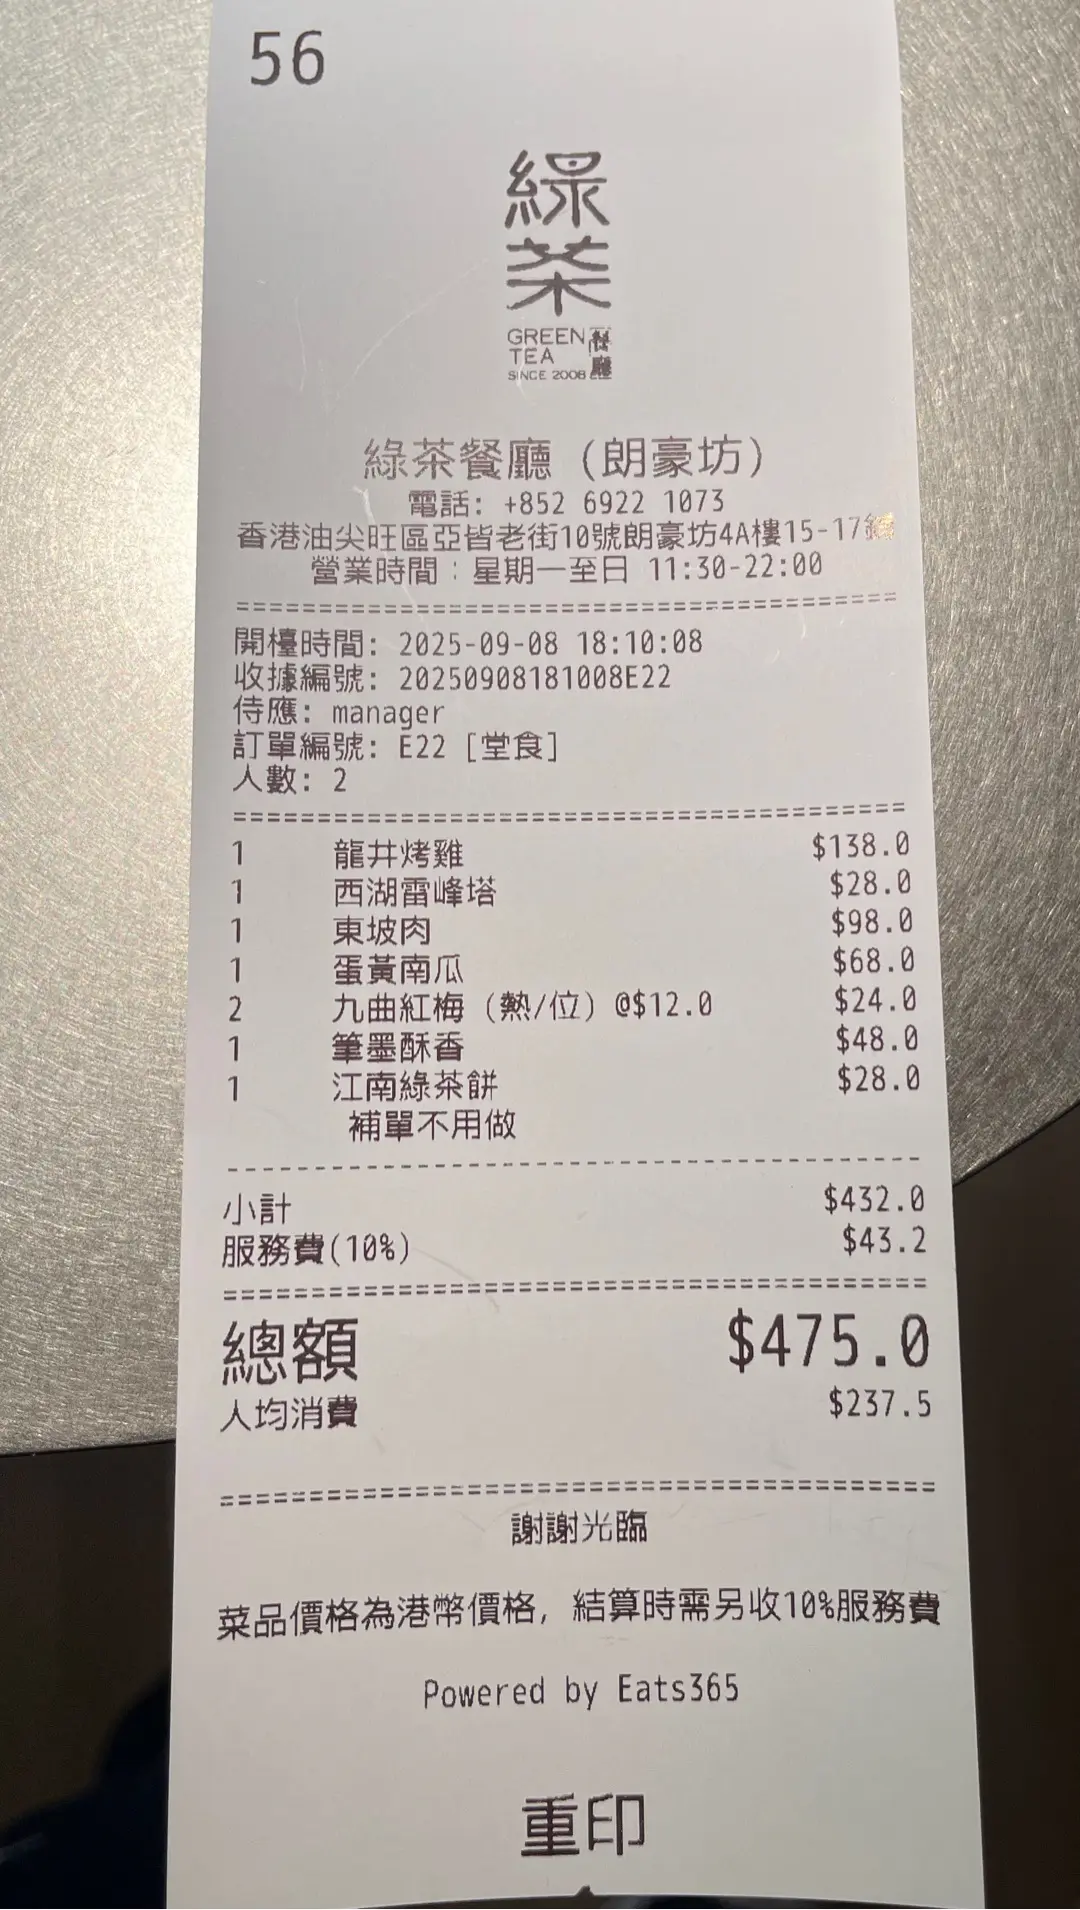 56
綠
茶
GREEN 餐
TEA 廳
SINCE 2008
綠茶餐廳（朗豪坊）
電話: +852 6922 1073
香港油尖旺區亞皆老街10號朗豪坊4A樓15-17鋪
營業時間：星期一至日 11:30-22:00
開檯時間: 2025-09-08 18:10:08
收據編號: 20250908181008E22
侍應: manager
訂單編號: E22 [堂食]
人數: 2
1 龍井烤雞 $138.0
1 西湖雷峰塔 $28.0
1 東坡肉 $98.0
1 蛋黃南瓜 $68.0
2 九曲紅梅（熱/位）@$12.0 $24.0
1 筆墨酥香 $48.0
1 江南綠茶餅 $28.0
補單不用做
小計 $432.0
服務費(10%) $43.2
總額 $475.0
人均消費 $237.5
謝謝光臨
菜品價格為港幣價格，結算時需另收10%服務費
Powered by Eats365
重印